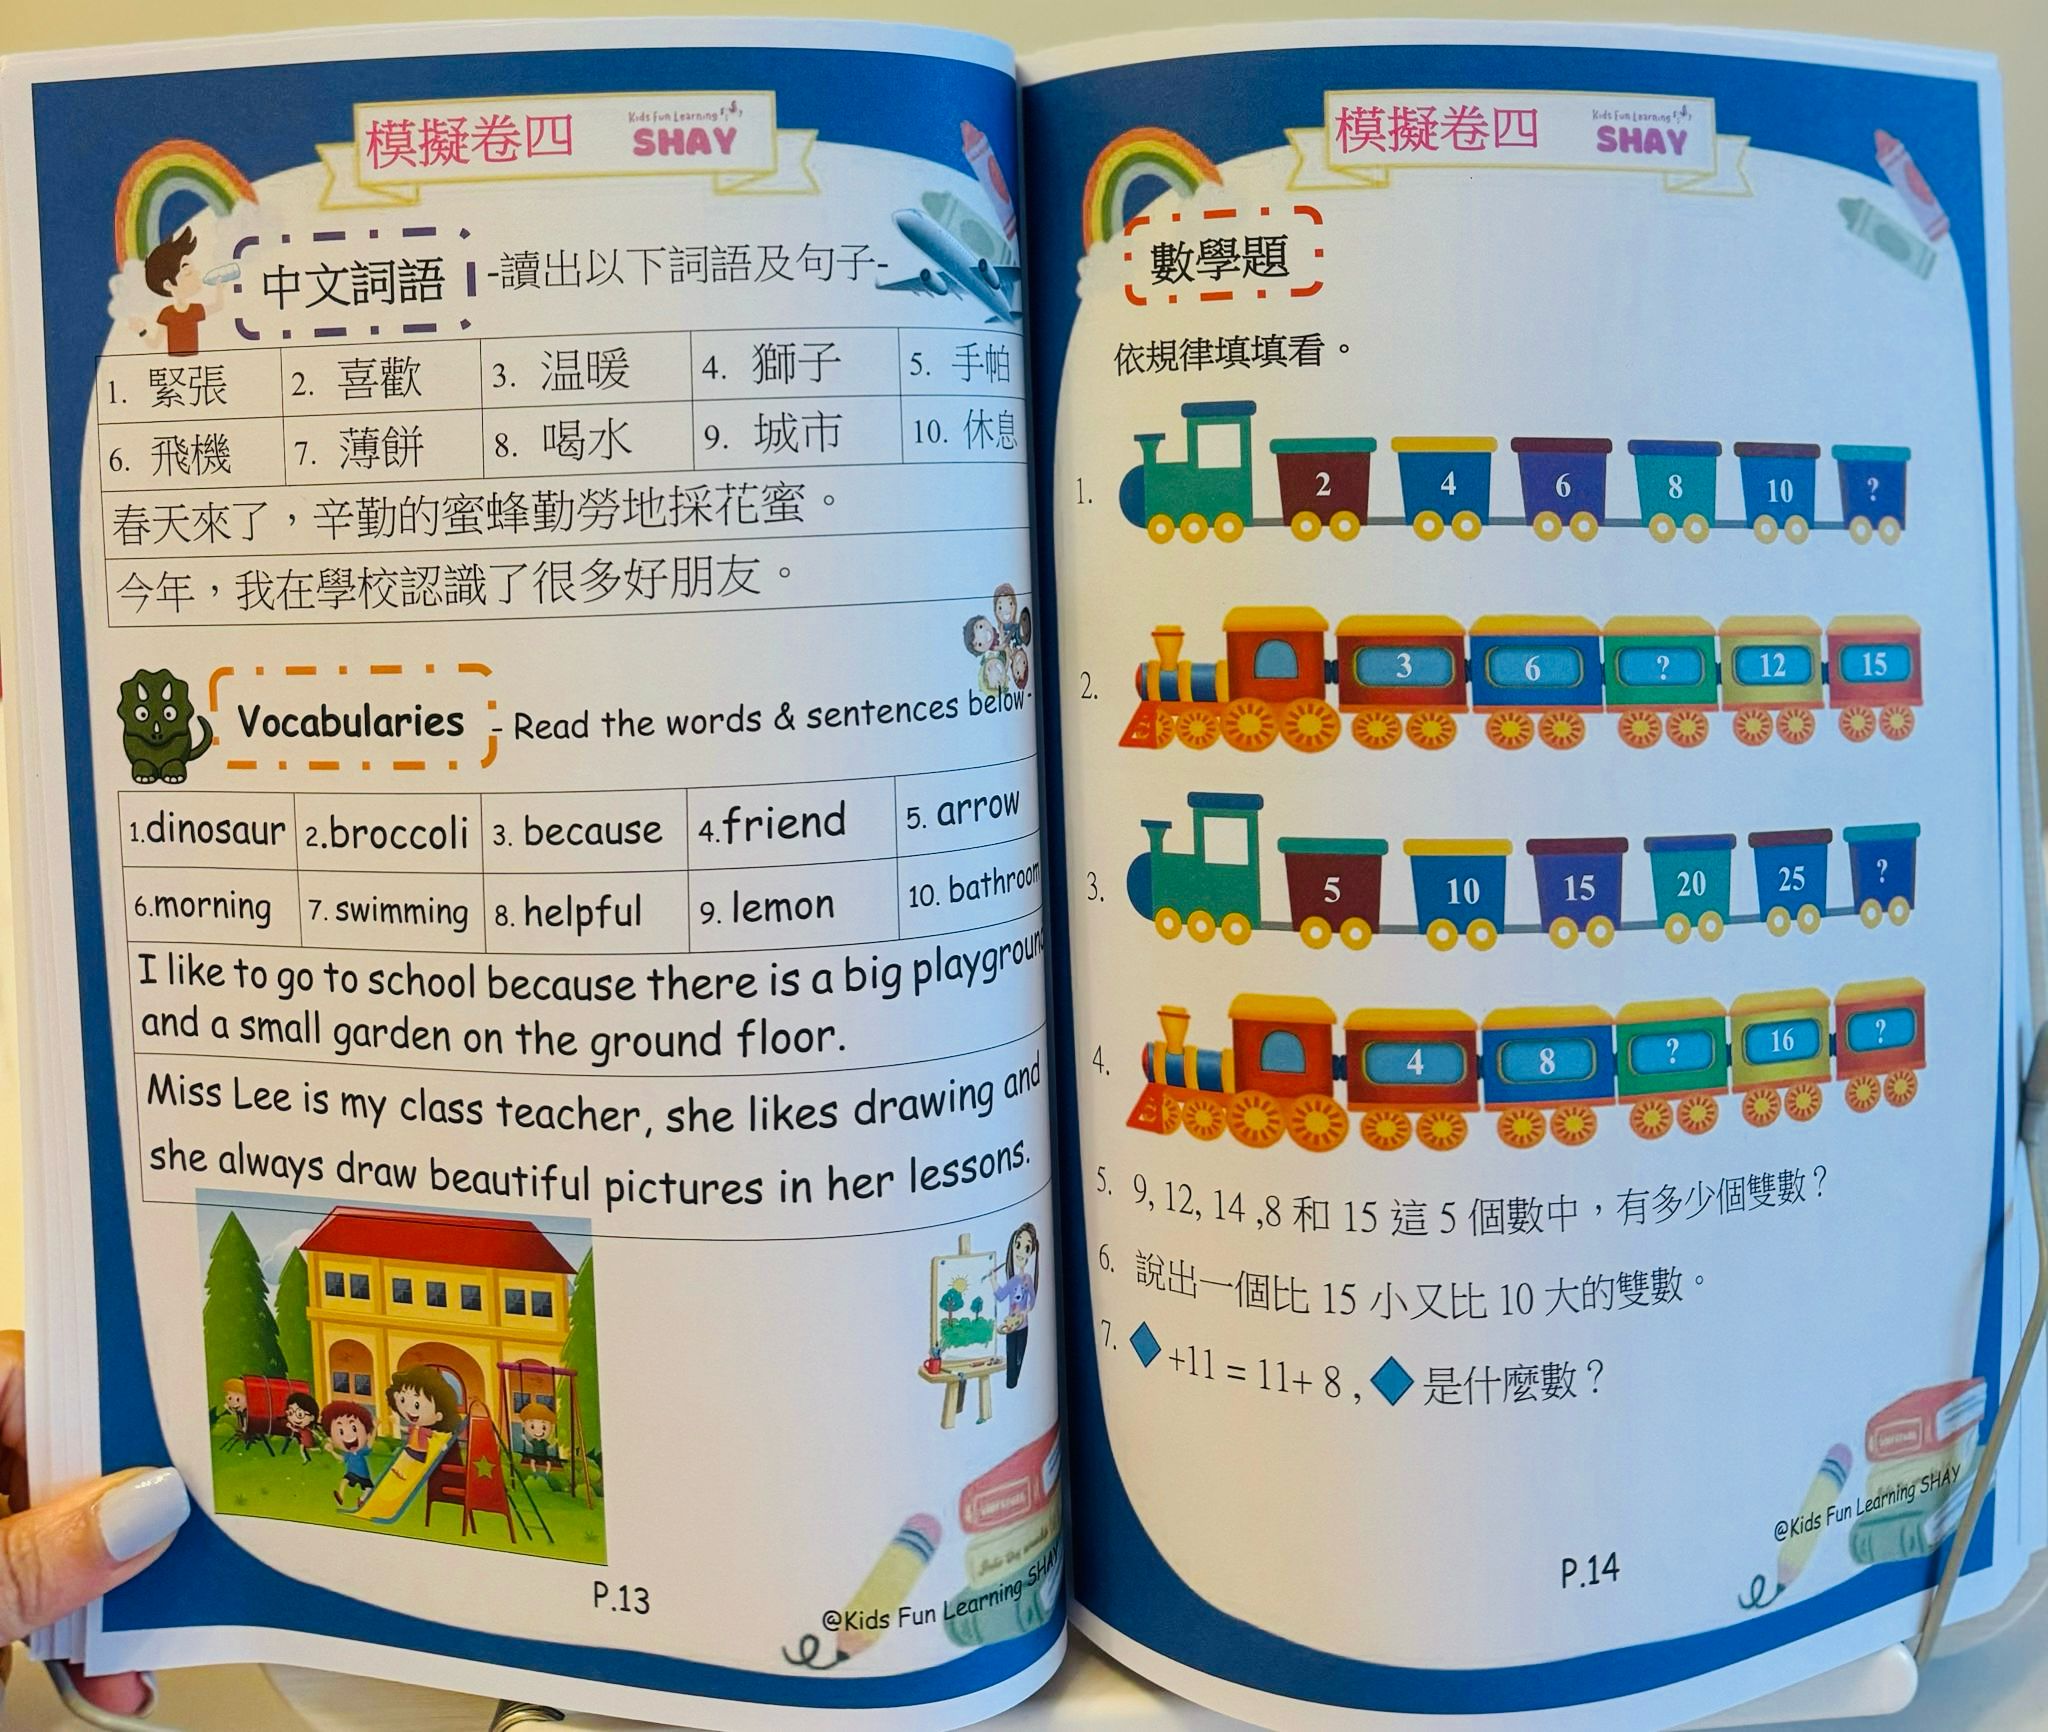 模擬卷四
Kids Fun Learning
SHAY
中文詞語 -讀出以下詞語及句子-
1. 緊張 2. 喜歡 3. 温暖 4. 獅子 5. 手帕
6. 飛機 7. 薄餅 8. 喝水 9. 城市 10. 休息
春天來了，辛勤的蜜蜂勤勞地採花蜜。
今年，我在學校認識了很多好朋友。
Vocabularies - Read the words & sentences below -
1.dinosaur 2.broccoli 3. because 4.friend 5. arrow
6.morning 7. swimming 8. helpful 9. lemon 10. bathroom
I like to go to school because there is a big playground
and a small garden on the ground floor.
Miss Lee is my class teacher, she likes drawing and
she always draw beautiful pictures in her lessons.
P.13
@Kids Fun Learning SHAY
模擬卷四
Kids Fun Learning
SHAY
數學題
依規律填填看。
1. 2 4 6 8 10 ?
2. 3 6 ? 12 15
3. 5 10 15 20 25 ?
4. 4 8 ? 16 ?
5. 9, 12, 14 ,8 和 15 這 5 個數中，有多少個雙數？
6. 說出一個比 15 小又比 10 大的雙數。
7. +11 = 11+ 8 , 是什麼數？
@Kids Fun Learning SHAY
P.14